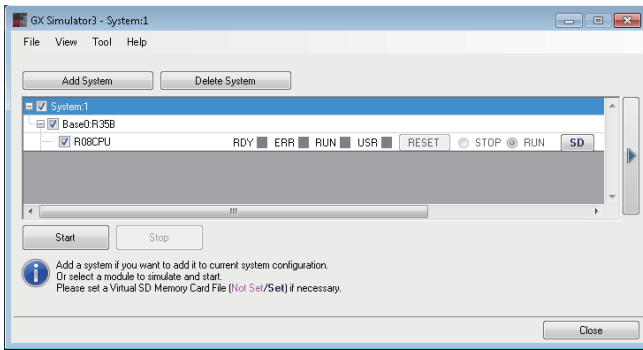 GX Simulator3 - System:1
File View Tool Help
Add System Delete System
System:1
Base0:R35B
R08CPU RDY ERR RUN USR RESET STOP RUN SD
Start Stop
Add a system if you want to add it to current system configuration.
Or select a module to simulate and start.
Please set a Virtual SD Memory Card File (Not Set/Set) if necessary.
Close